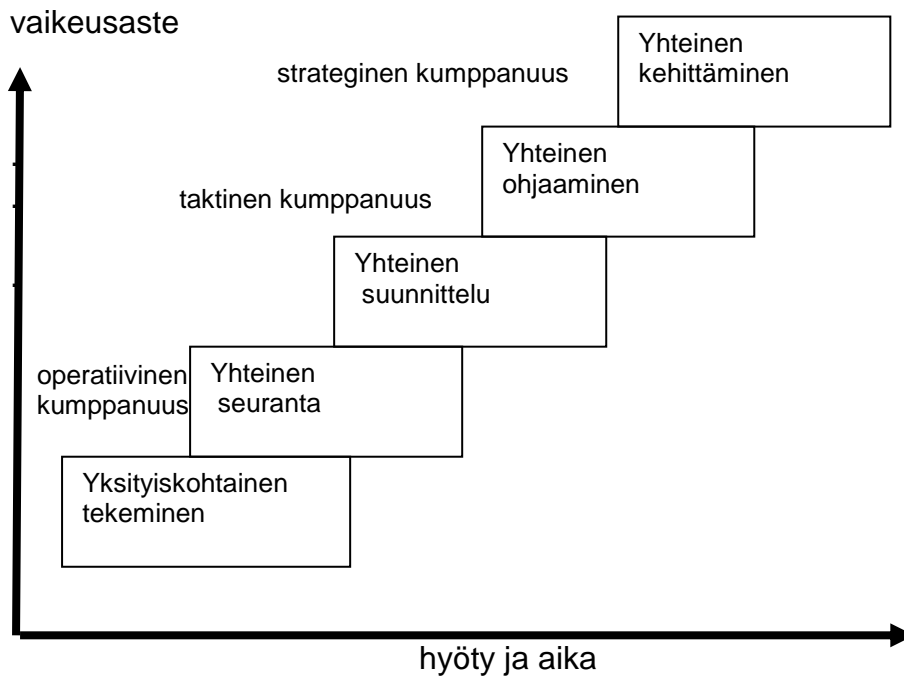 vaikeusaste
Yhteinen
kehittäminen
strateginen kumppanuus
Yhteinen
ohjaaminen
taktinen kumppanuus
Yhteinen
suunnittelu
operatiivinen
kumppanuus
Yhteinen
seuranta
Yksityiskohtainen
tekeminen
hyöty ja aika